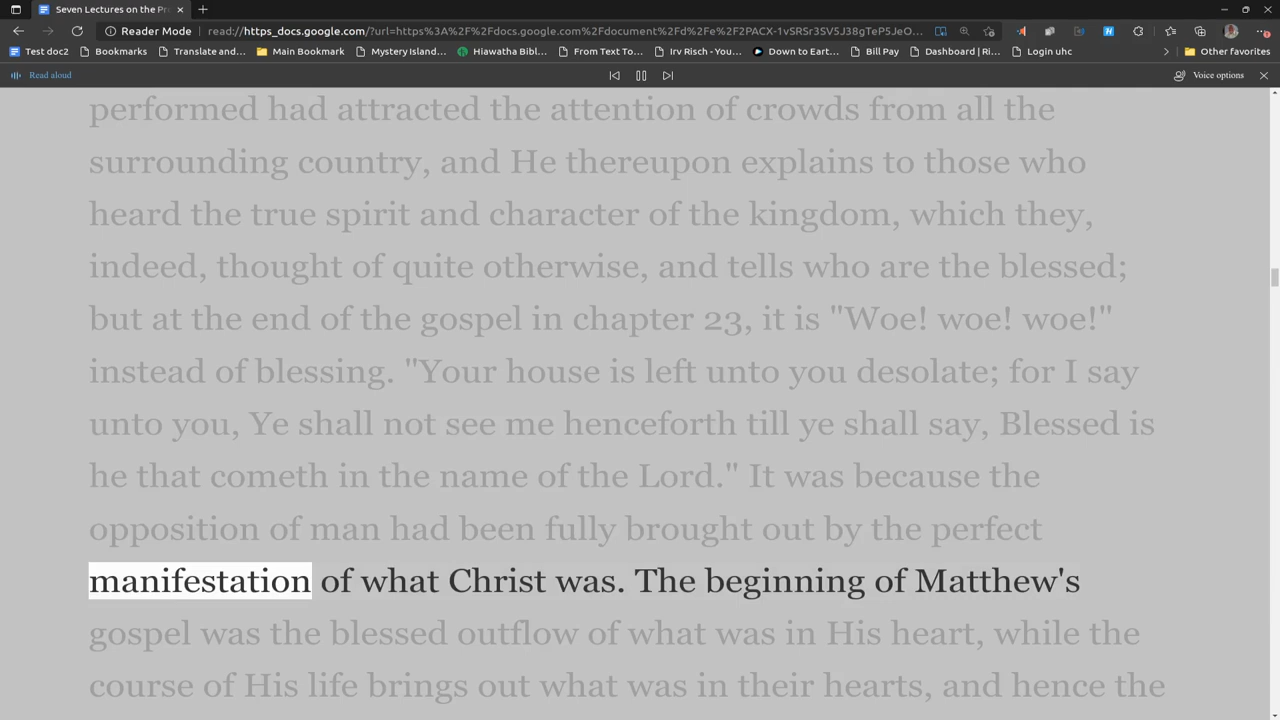 Seven Lectures on the Pr
Reader Mode
read://https_docs.google.com/?url=https%3A%2F%2Fdocs.google.com%2Fdocument%2Fd%2Fe%2F2PACX-1vSRSr3SV5J38gTeP5JeO...
Test doc2
Bookmarks
Translate and...
Main Bookmark
Mystery Island...
Hiawatha Bibl...
From Text To...
Irv Risch - You...
Down to Eart...
Bill Pay
Dashboard | Ri...
Login uhc
Other favorites
Read aloud
Voice options
performed had attracted the attention of crowds from all the
surrounding country, and He thereupon explains to those who
heard the true spirit and character of the kingdom, which they,
indeed, thought of quite otherwise, and tells who are the blessed;
but at the end of the gospel in chapter 23, it is "Woe! woe! woe!"
instead of blessing. "Your house is left unto you desolate; for I say
unto you, Ye shall not see me henceforth till ye shall say, Blessed is
he that cometh in the name of the Lord." It was because the
opposition of man had been fully brought out by the perfect
manifestation of what Christ was. The beginning of Matthew's
gospel was the blessed outflow of what was in His heart, while the
course of His life brings out what was in their hearts, and hence the